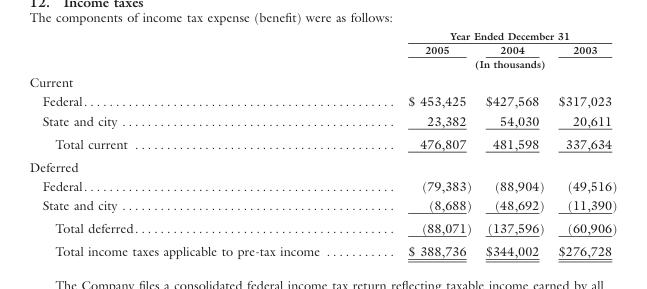 12. Income taxes
The components of income tax expense (benefit) were as follows:
Year Ended December 31
2005 2004 2003
(In thousands)
Current
Federal $ 453,425 $427,568 $317,023
State and city 23,382 54,030 20,611
Total current 476,807 481,598 337,634
Deferred
Federal (79,383) (88,904) (49,516)
State and city (8,688) (48,692) (11,390)
Total deferred (88,071) (137,596) (60,906)
Total income taxes applicable to pre-tax income $ 388,736 $344,002 $276,728
The Company files a consolidated federal income tax return reflecting taxable income earned by all